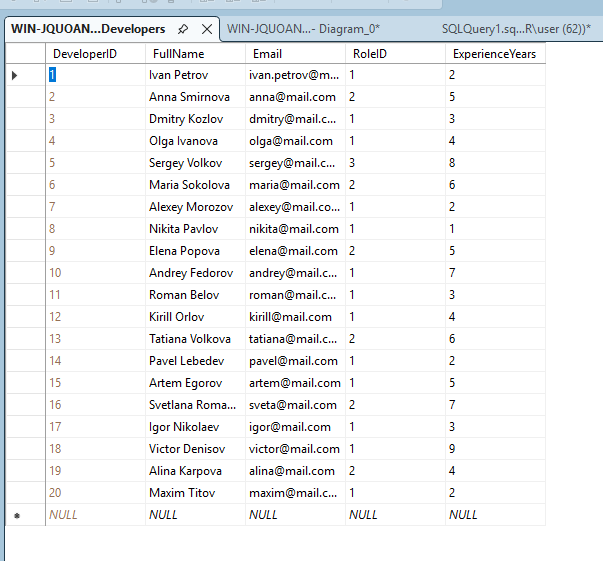 WIN-JQUOAN...Developers WIN-JQUOAN...- Diagram_0* SQLQuery1.sq...R\user (62))*
DeveloperID FullName Email RoleID ExperienceYears
1 Ivan Petrov ivan.petrov@m... 1 2
2 Anna Smirnova anna@mail.com 2 5
3 Dmitry Kozlov dmitry@mail.c... 1 3
4 Olga Ivanova olga@mail.com 1 4
5 Sergey Volkov sergey@mail.c... 3 8
6 Maria Sokolova maria@mail.com 2 6
7 Alexey Morozov alexey@mail.co... 1 2
8 Nikita Pavlov nikita@mail.com 1 1
9 Elena Popova elena@mail.com 2 5
10 Andrey Fedorov andrey@mail.c... 1 7
11 Roman Belov roman@mail.c... 1 3
12 Kirill Orlov kirill@mail.com 1 4
13 Tatiana Volkova tatiana@mail.c... 2 6
14 Pavel Lebedev pavel@mail.com 1 2
15 Artem Egorov artem@mail.com 1 5
16 Svetlana Roma... sveta@mail.com 2 7
17 Igor Nikolaev igor@mail.com 1 3
18 Victor Denisov victor@mail.com 1 9
19 Alina Karpova alina@mail.com 2 4
20 Maxim Titov maxim@mail.c... 1 2
NULL NULL NULL NULL NULL